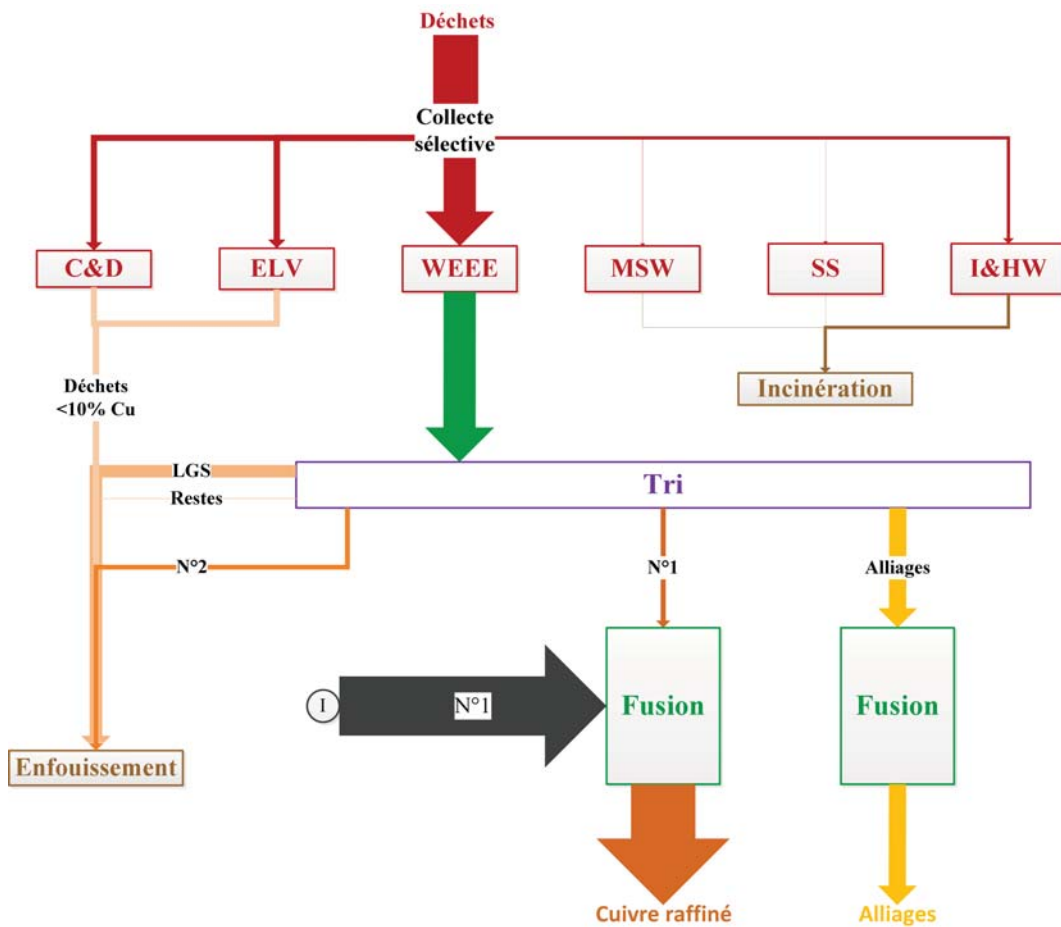 Déchets
Collecte
sélective
C&D
ELV
WEEE
MSW
SS
I&HW
Déchets
<10% Cu
Incinération
LGS
Tri
Restes
N°2
N°1
Alliages
I
N°1
Fusion
Fusion
Enfouissement
Cuivre raffiné
Alliages